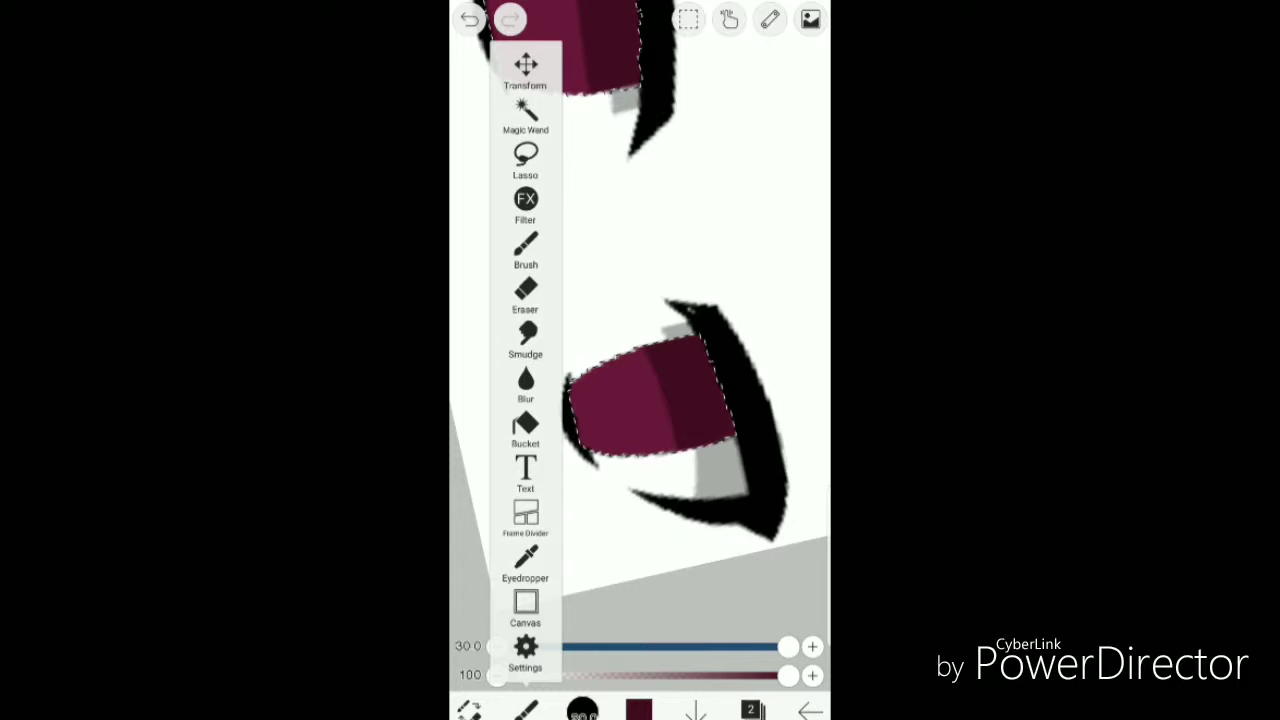 Transform
Magic Wand
Lasso
FX
Filter
Brush
Eraser
Smudge
Blur
Bucket
T
Text
Frame Divider
Eyedropper
Canvas
30.0
Settings
100
2
CyberLink
by PowerDirector